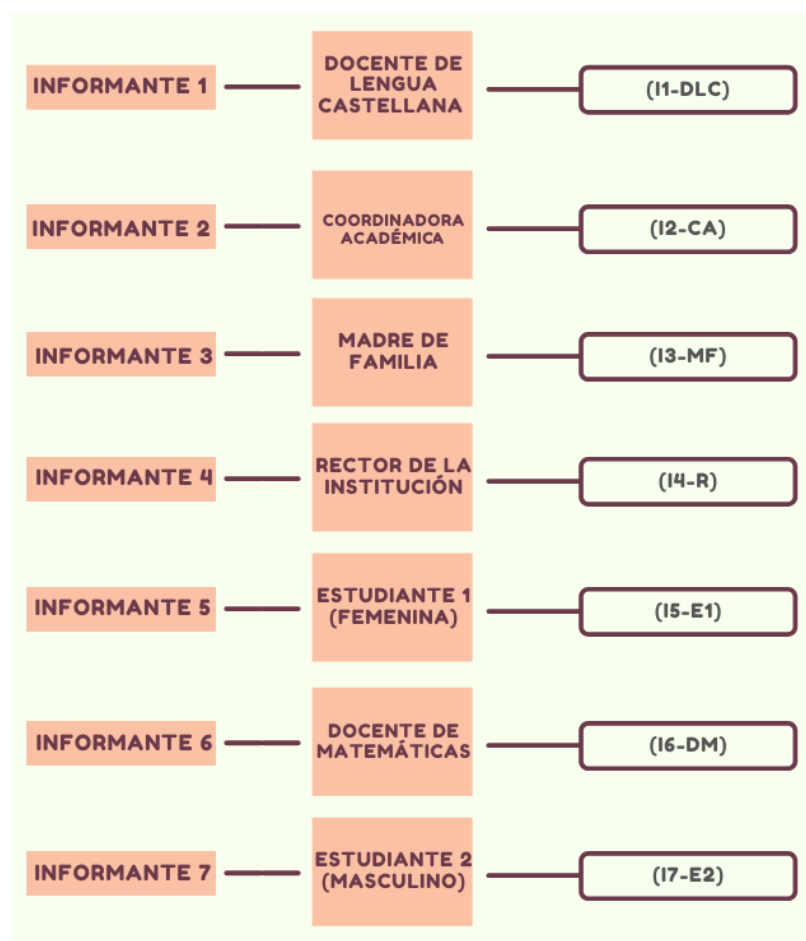 INFORMANTE 1
DOCENTE DE
LENGUA
CASTELLANA
(I1-DLC)
INFORMANTE 2
COORDINADORA
ACADÉMICA
(I2-CA)
INFORMANTE 3
MADRE DE
FAMILIA
(I3-MF)
INFORMANTE 4
RECTOR DE LA
INSTITUCIÓN
(I4-R)
INFORMANTE 5
ESTUDIANTE 1
(FEMENINA)
(I5-E1)
INFORMANTE 6
DOCENTE DE
MATEMÁTICAS
(I6-DM)
INFORMANTE 7
ESTUDIANTE 2
(MASCULINO)
(I7-E2)